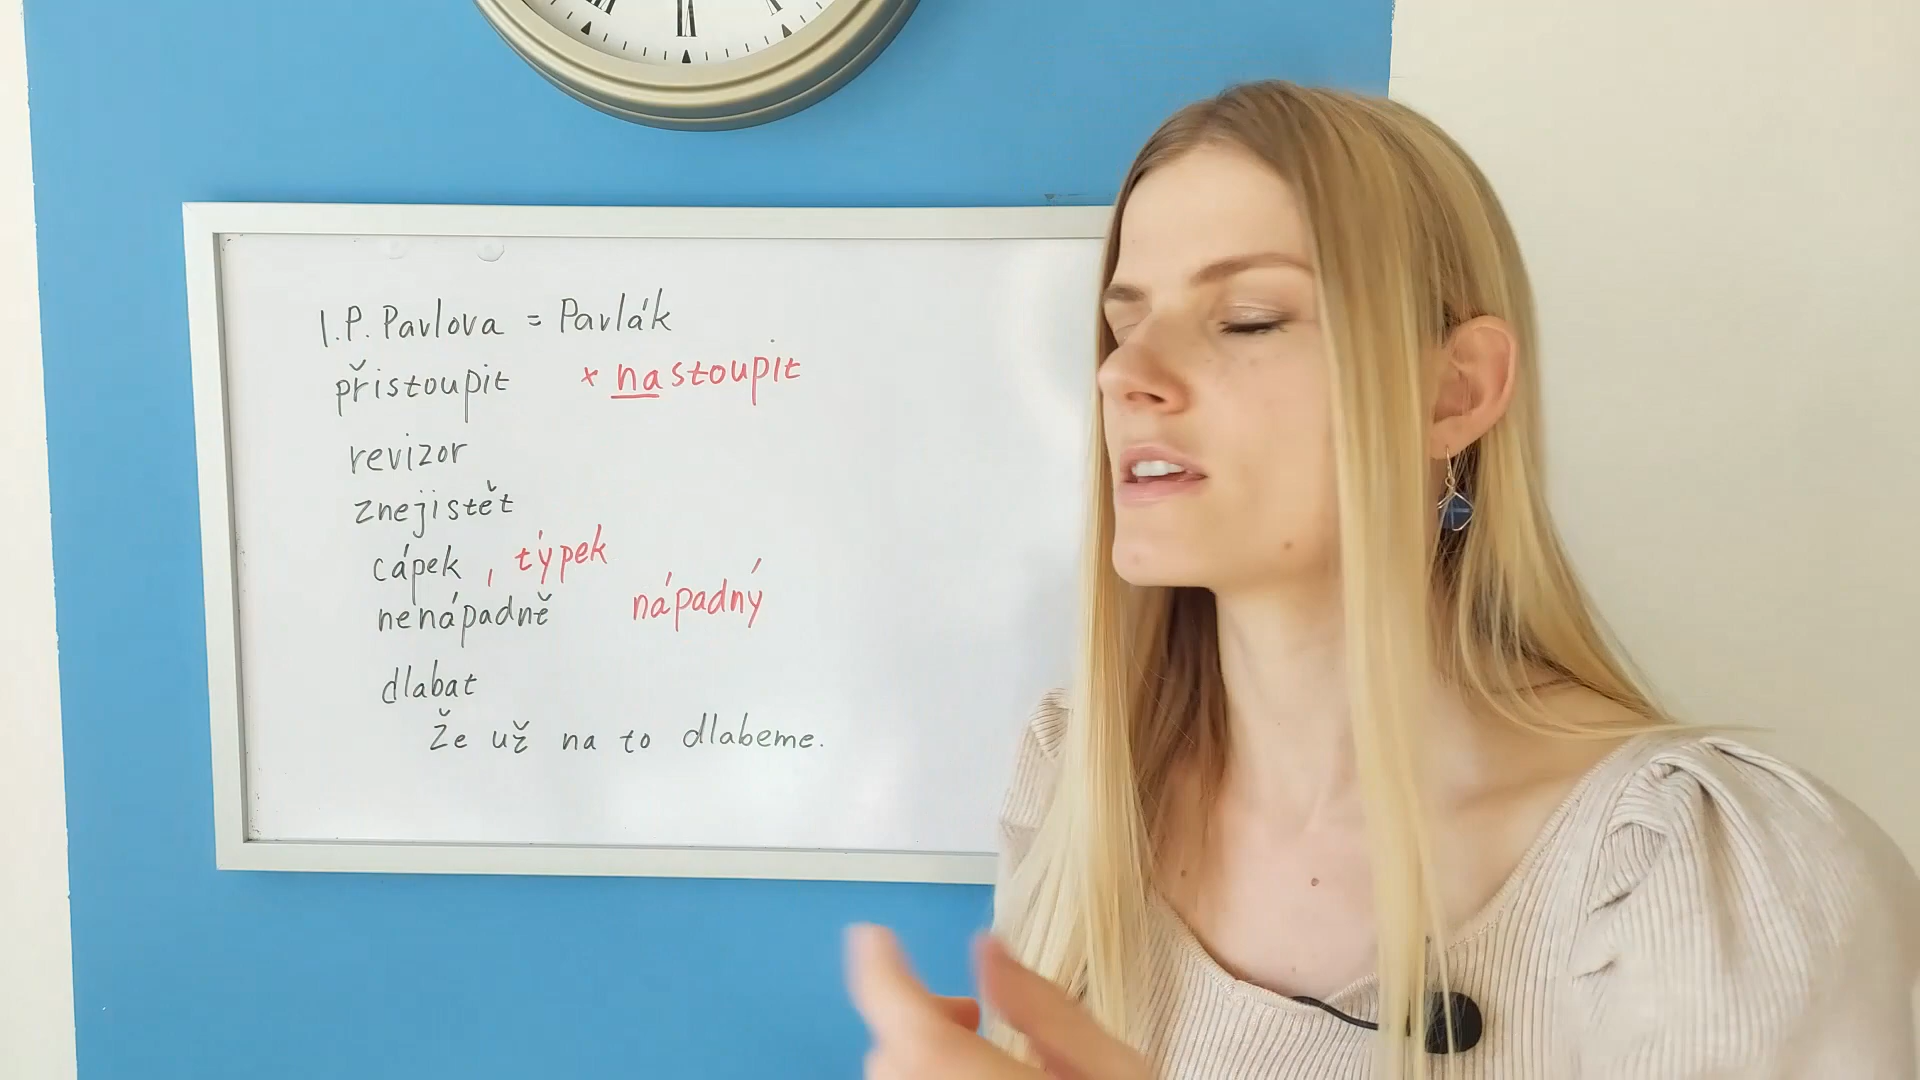 I.P. Pavlova = Pavlák
přistoupit x nastoupit
revizor
znejistět
cápek, týpek
nenápadně nápadný
dlabat
Že už na to dlabeme.